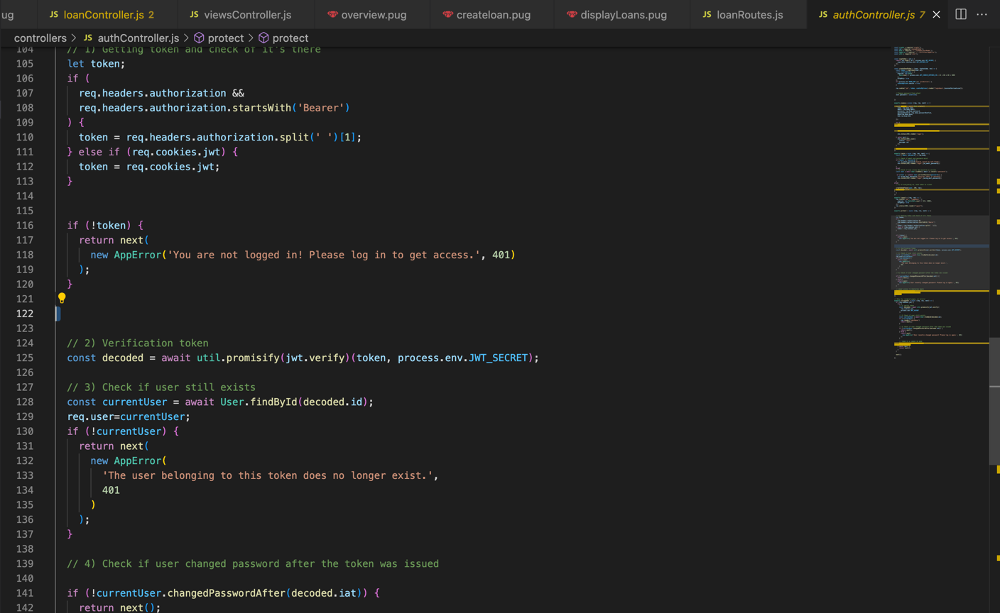 ug JS loanController.js 2 JS viewsController.js overview.pug createloan.pug displayLoans.pug JS loanRoutes.js JS authController.js 7
controllers > JS authController.js > protect > protect
104 // 1) Getting token and check of it's there
105 let token;
106 if (
107 req.headers.authorization &&
108 req.headers.authorization.startsWith('Bearer')
109 ) {
110 token = req.headers.authorization.split(' ')[1];
111 } else if (req.cookies.jwt) {
112 token = req.cookies.jwt;
113 }
114
115
116 if (!token) {
117 return next(
118 new AppError('You are not logged in! Please log in to get access.', 401)
119 );
120 }
121
122
123
124 // 2) Verification token
125 const decoded = await util.promisify(jwt.verify)(token, process.env.JWT_SECRET);
126
127 // 3) Check if user still exists
128 const currentUser = await User.findById(decoded.id);
129 req.user=currentUser;
130 if (!currentUser) {
131 return next(
132 new AppError(
133 'The user belonging to this token does no longer exist.',
134 401
135 )
136 );
137 }
138
139 // 4) Check if user changed password after the token was issued
140
141 if (!currentUser.changedPasswordAfter(decoded.iat)) {
142 return next();